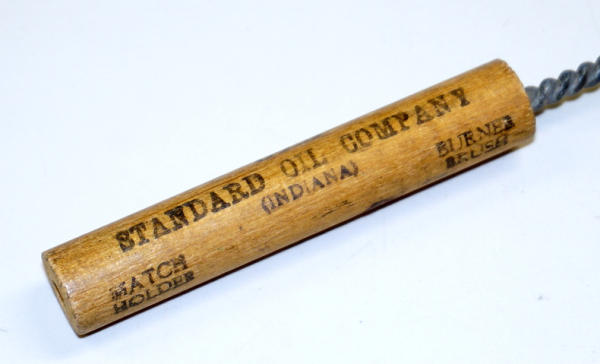 STANDARD OIL COMPANY
(INDIANA)
BURNER
BRUSH
MATCH
HOLDER